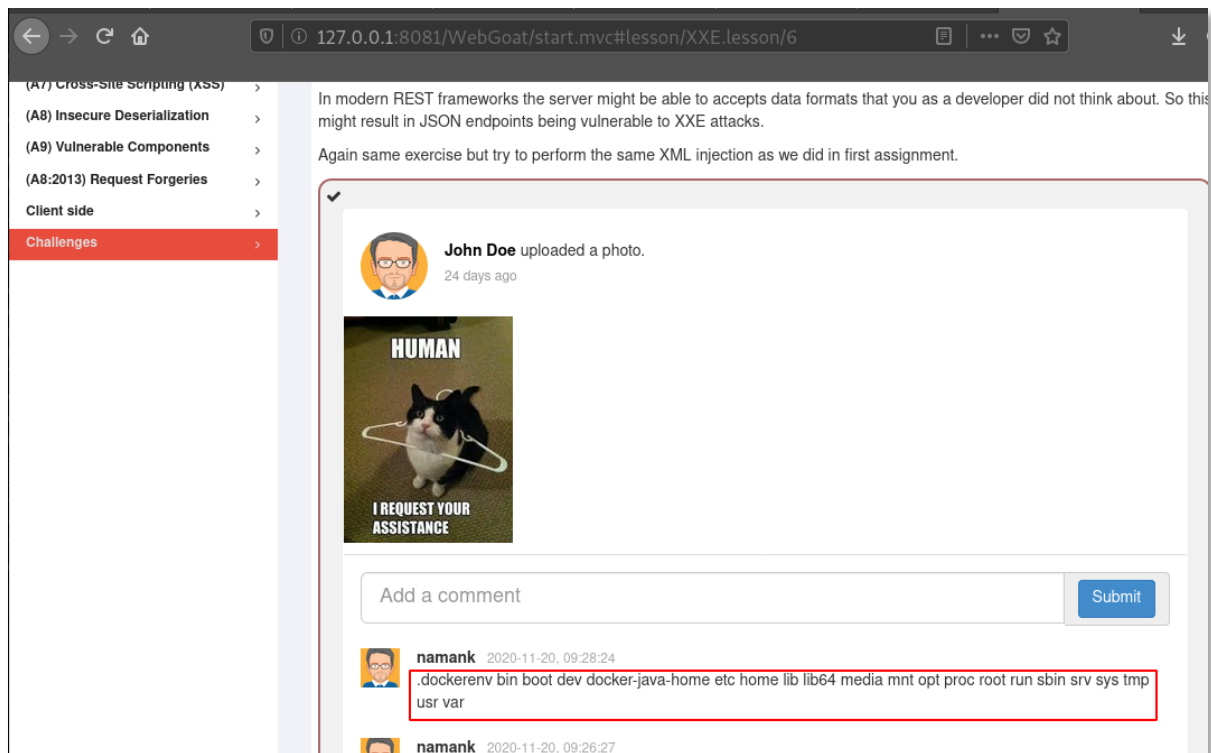 127.0.0.1:8081/WebGoat/start.mvc#lesson/XXE.lesson/6
(A7) Cross-Site Scripting (XSS)
(A8) Insecure Deserialization
(A9) Vulnerable Components
(A8:2013) Request Forgeries
Client side
Challenges
In modern REST frameworks the server might be able to accepts data formats that you as a developer did not think about. So this
might result in JSON endpoints being vulnerable to XXE attacks.
Again same exercise but try to perform the same XML injection as we did in first assignment.
John Doe uploaded a photo.
24 days ago
HUMAN
I REQUEST YOUR
ASSISTANCE
Add a comment
Submit
namank 2020-11-20, 09:28:24
.dockerenv bin boot dev docker-java-home etc home lib lib64 media mnt opt proc root run sbin srv sys tmp
usr var
namank 2020-11-20, 09:26:27